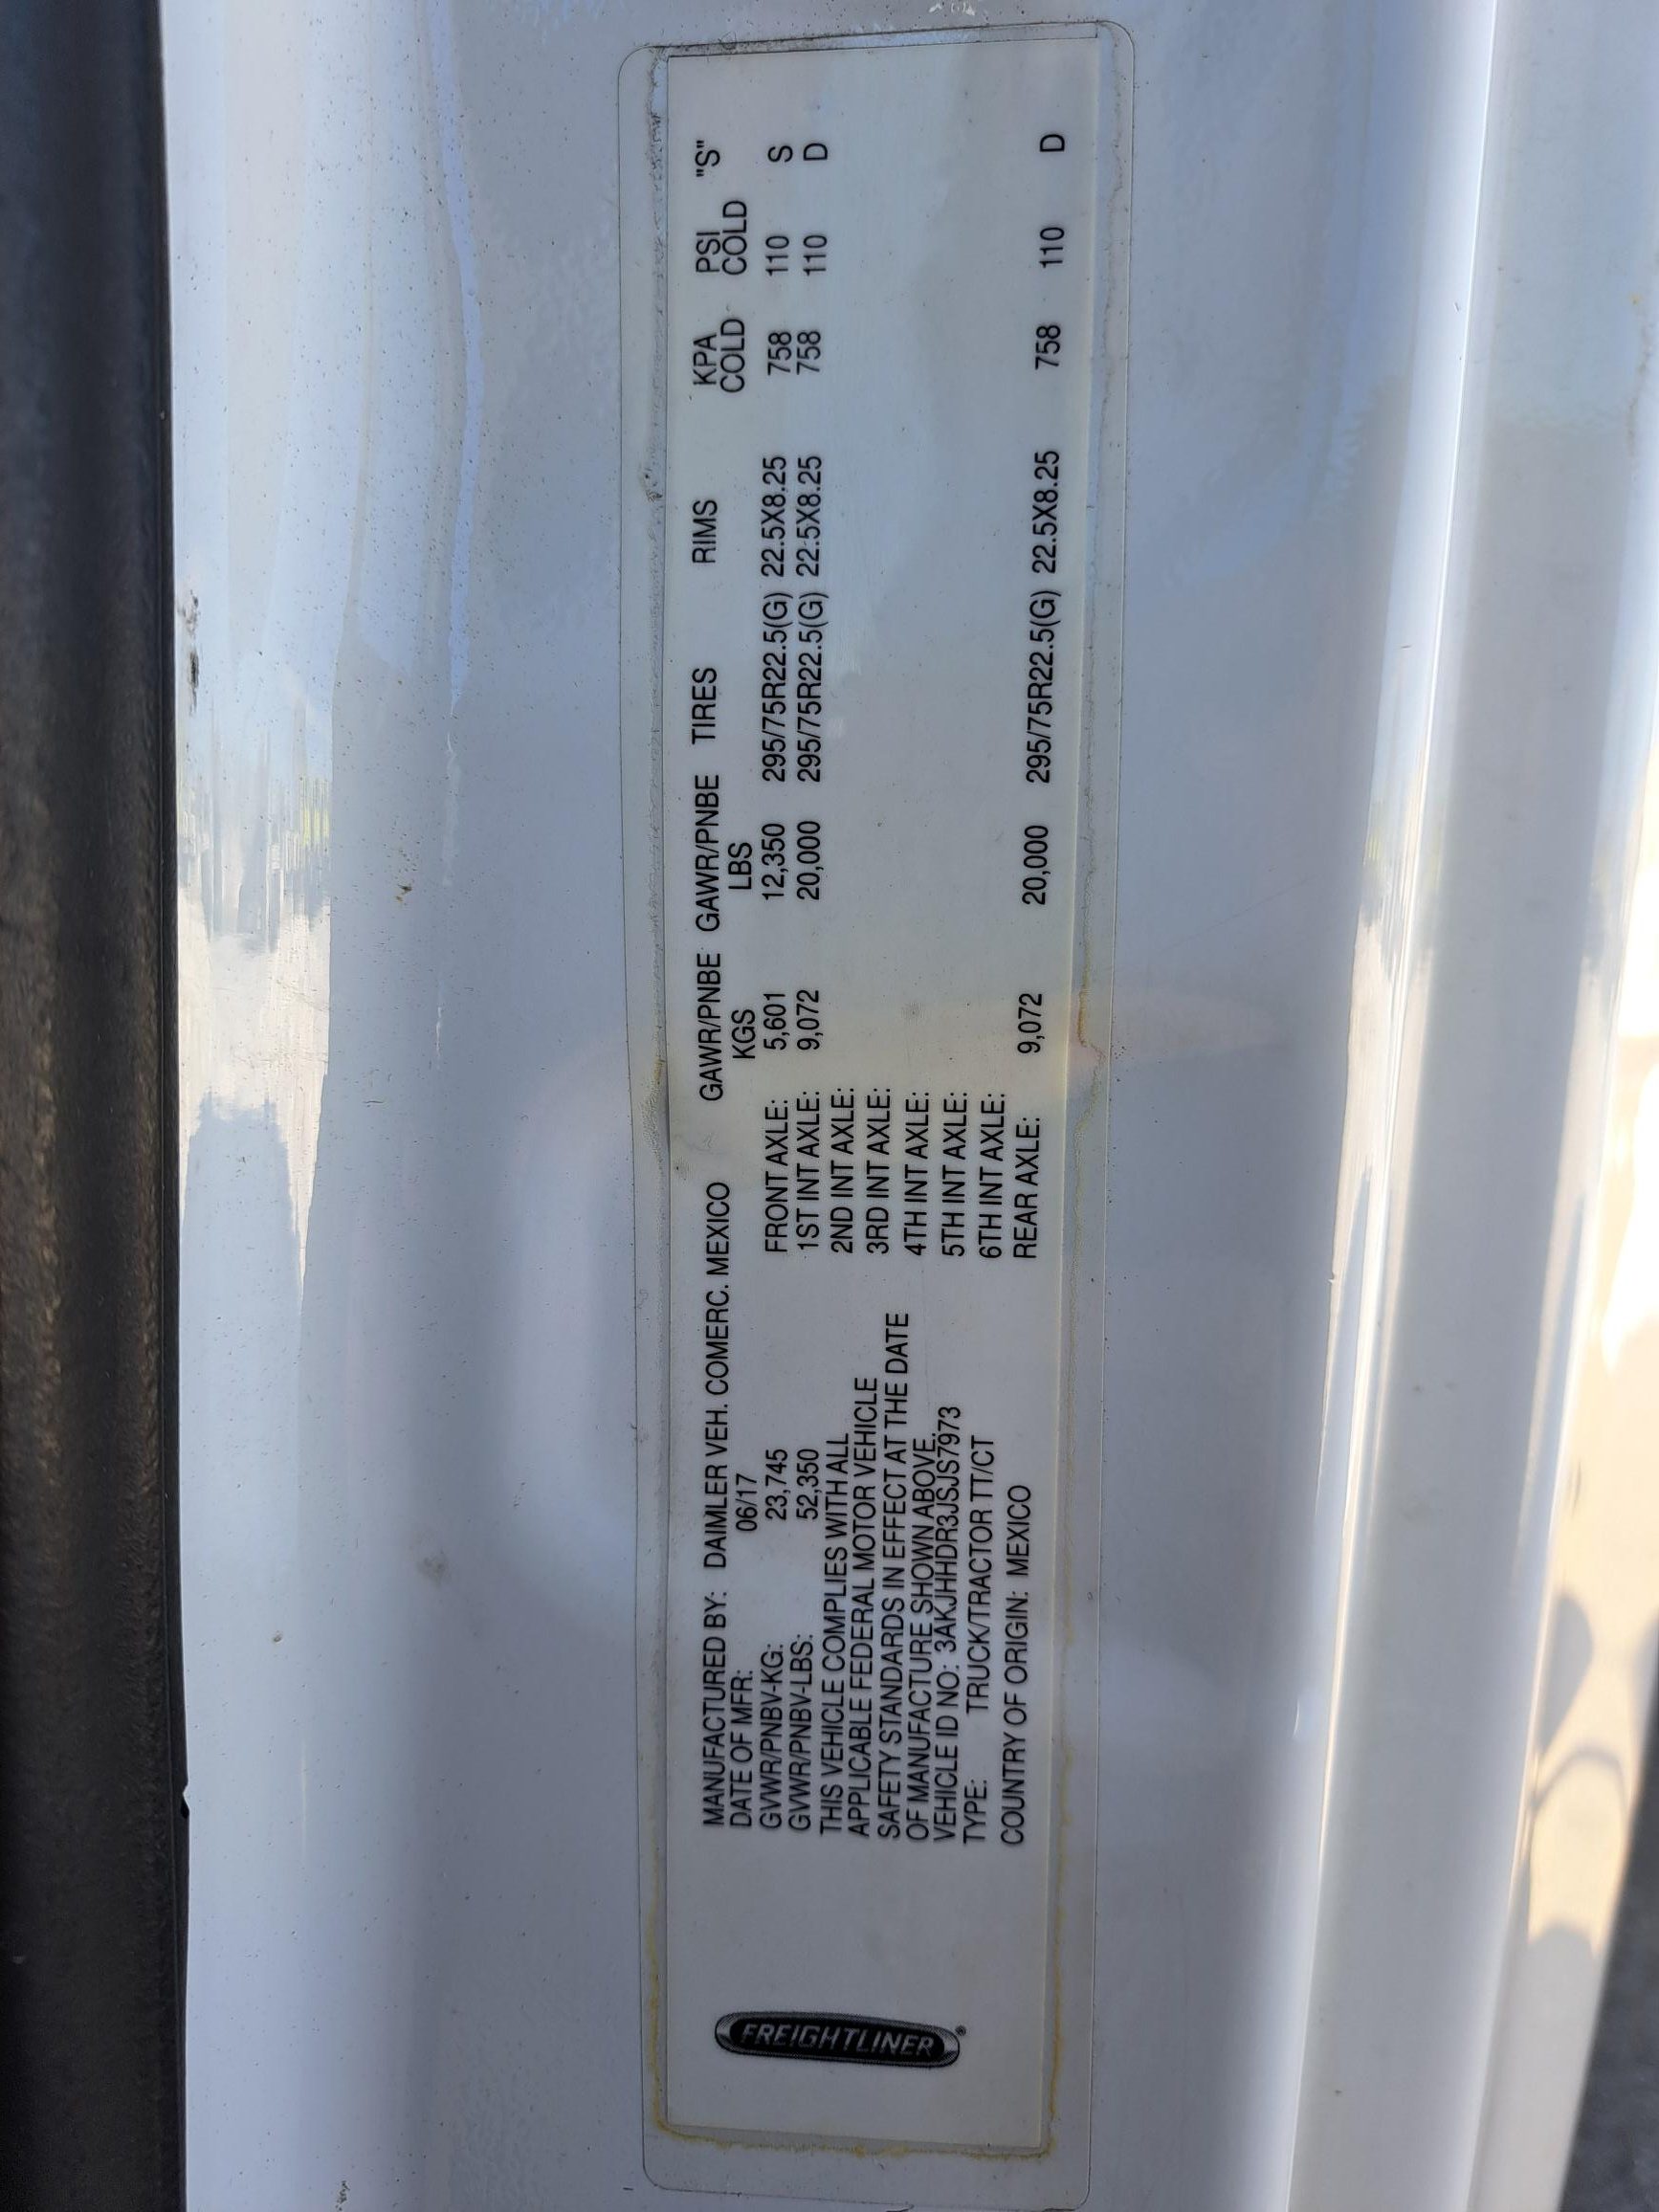 FREIGHTLINER®
MANUFACTURED BY: DAIMLER VEH. COMERC. MEXICO
DATE OF MFR: 06/17
GVWR/PNBV-KG: 23,745
GVWR/PNBV-LBS: 52,350
THIS VEHICLE COMPLIES WITH ALL
APPLICABLE FEDERAL MOTOR VEHICLE
SAFETY STANDARDS IN EFFECT AT THE DATE
OF MANUFACTURE SHOWN ABOVE.
VEHICLE ID NO: 3AKJHHDR3JSJS7973
TYPE: TRUCK/TRACTOR TT/CT
COUNTRY OF ORIGIN: MEXICO
GAWR/PNBE GAWR/PNBE TIRES RIMS KPA PSI "S"
KGS LBS COLD COLD
FRONT AXLE: 5,601 12,350 295/75R22.5(G) 22.5X8.25 758 110 S
1ST INT AXLE: 9,072 20,000 295/75R22.5(G) 22.5X8.25 758 110 D
2ND INT AXLE:
3RD INT AXLE:
4TH INT AXLE:
5TH INT AXLE:
6TH INT AXLE:
REAR AXLE: 9,072 20,000 295/75R22.5(G) 22.5X8.25 758 110 D